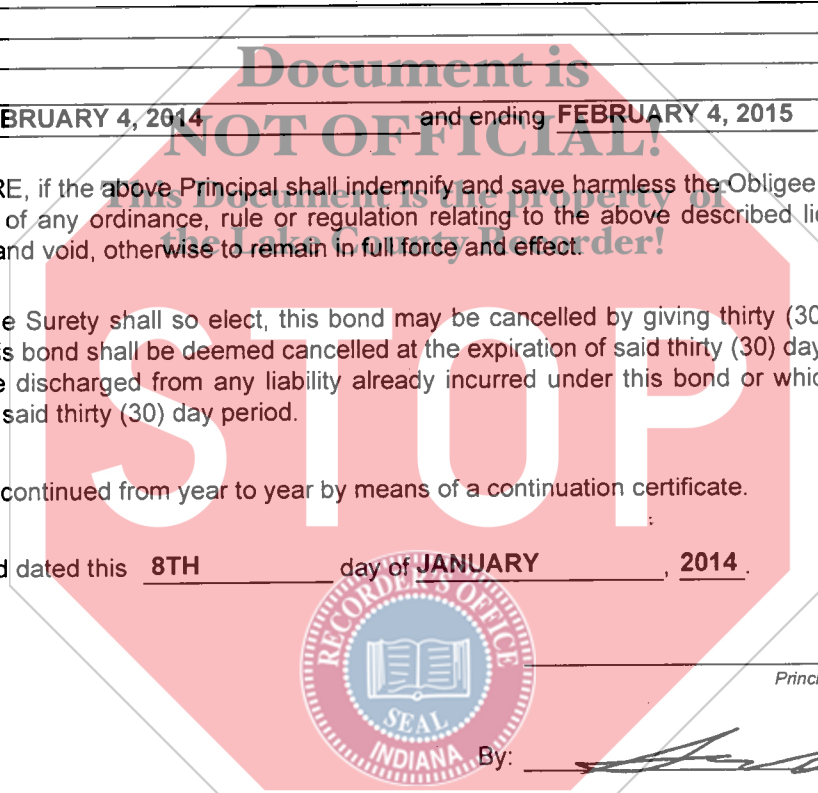 Document is
BRUARY 4, 2014 and ending FEBRUARY 4, 2015
NOT OFFICIAL!
RE, if the above Principal shall indemnify and save harmless the Obligee
This Document is the property of
of any ordinance, rule or regulation relating to the above described
and void, otherwise to remain in full force and effect.
the Lake County Recorder!
e Surety shall so elect, this bond may be cancelled by giving thirty (30
s bond shall be deemed cancelled at the expiration of said thirty (30) day
e discharged from any liability already incurred under this bond or
said thirty (30) day period.
STOP
continued from year to year by means of a continuation certificate.
d dated this 8TH day of JANUARY, 2014.
RECORDER'S OFFICE
SEAL
INDIANA
Princ
By: